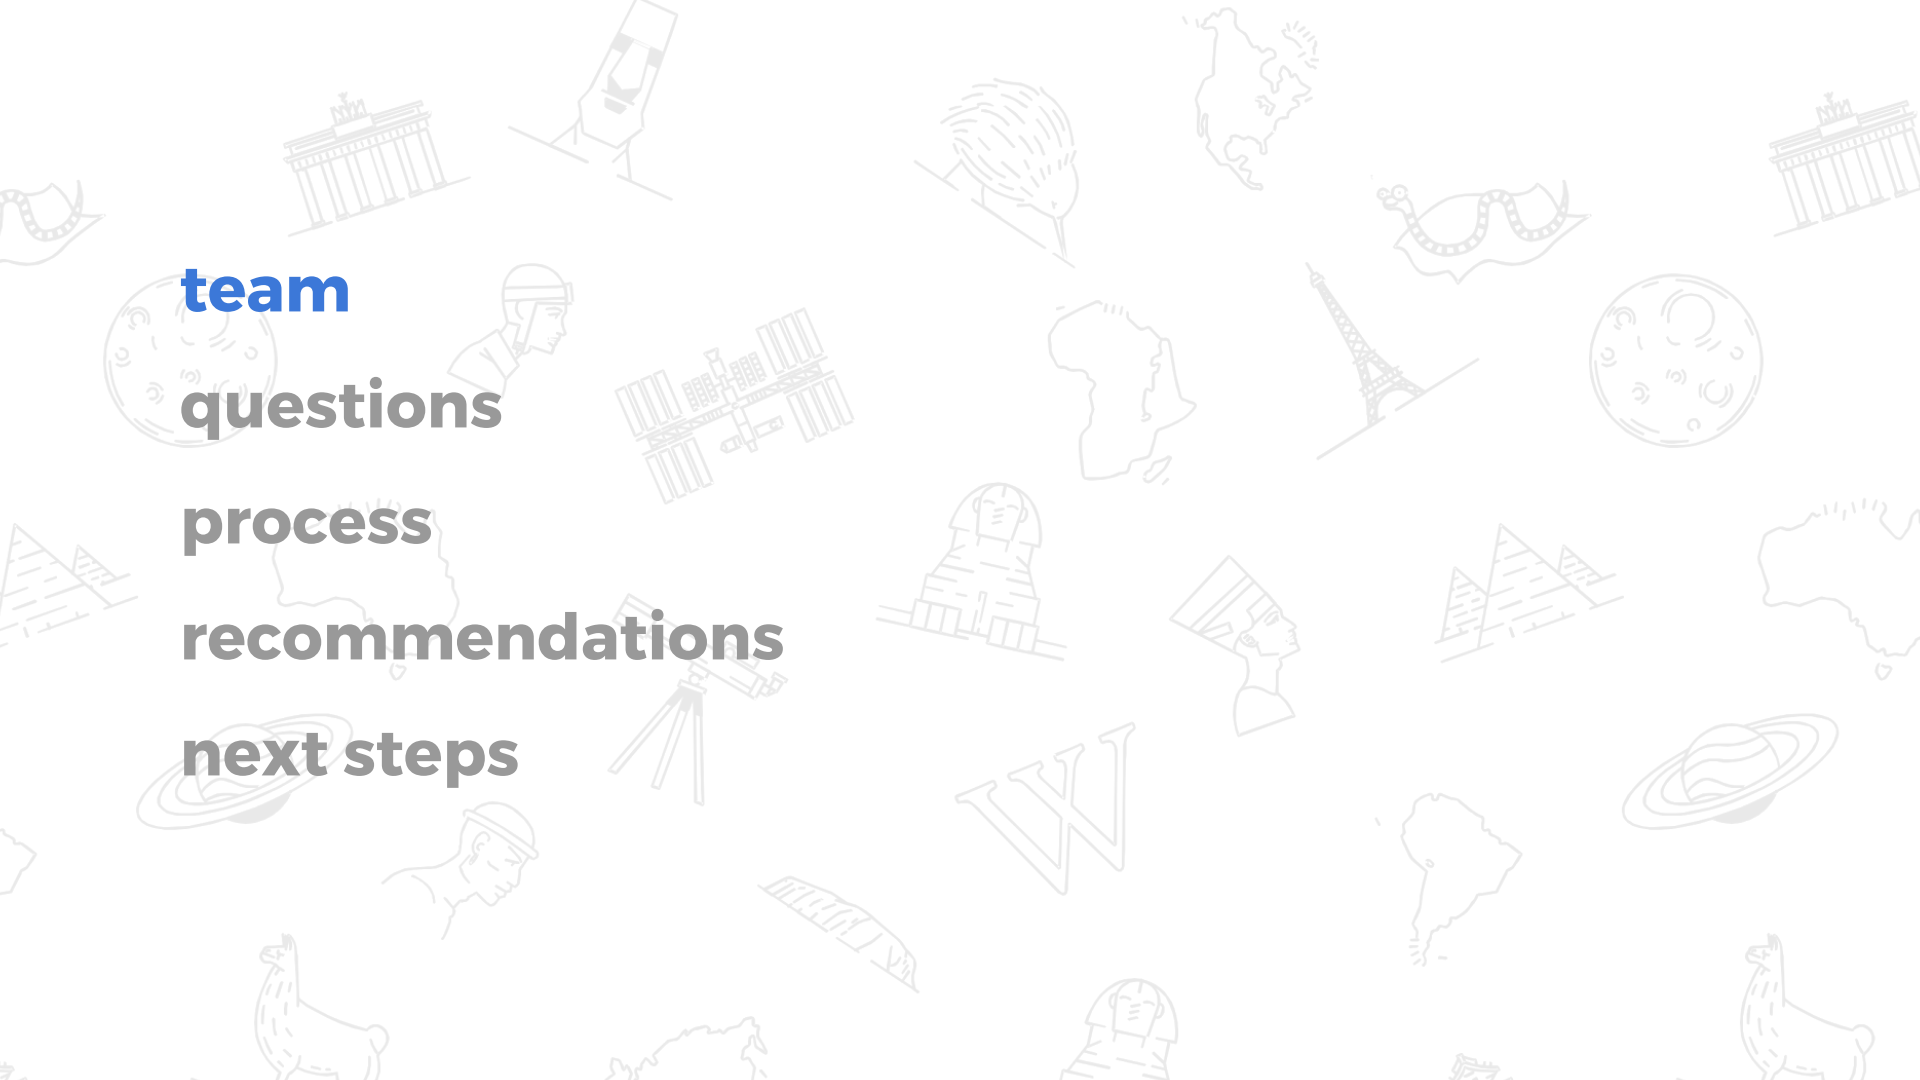 team
questions
process
recommendations
next steps